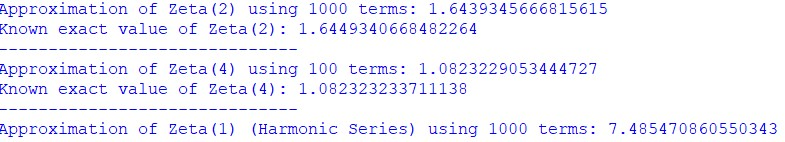 Approximation of Zeta(2) using 1000 terms: 1.6439345666815615
Known exact value of Zeta(2): 1.6449340668482264
------------------------------
Approximation of Zeta(4) using 100 terms: 1.0823229053444727
Known exact value of Zeta(4): 1.082323233711138
------------------------------
Approximation of Zeta(1) (Harmonic Series) using 1000 terms: 7.485470860550343